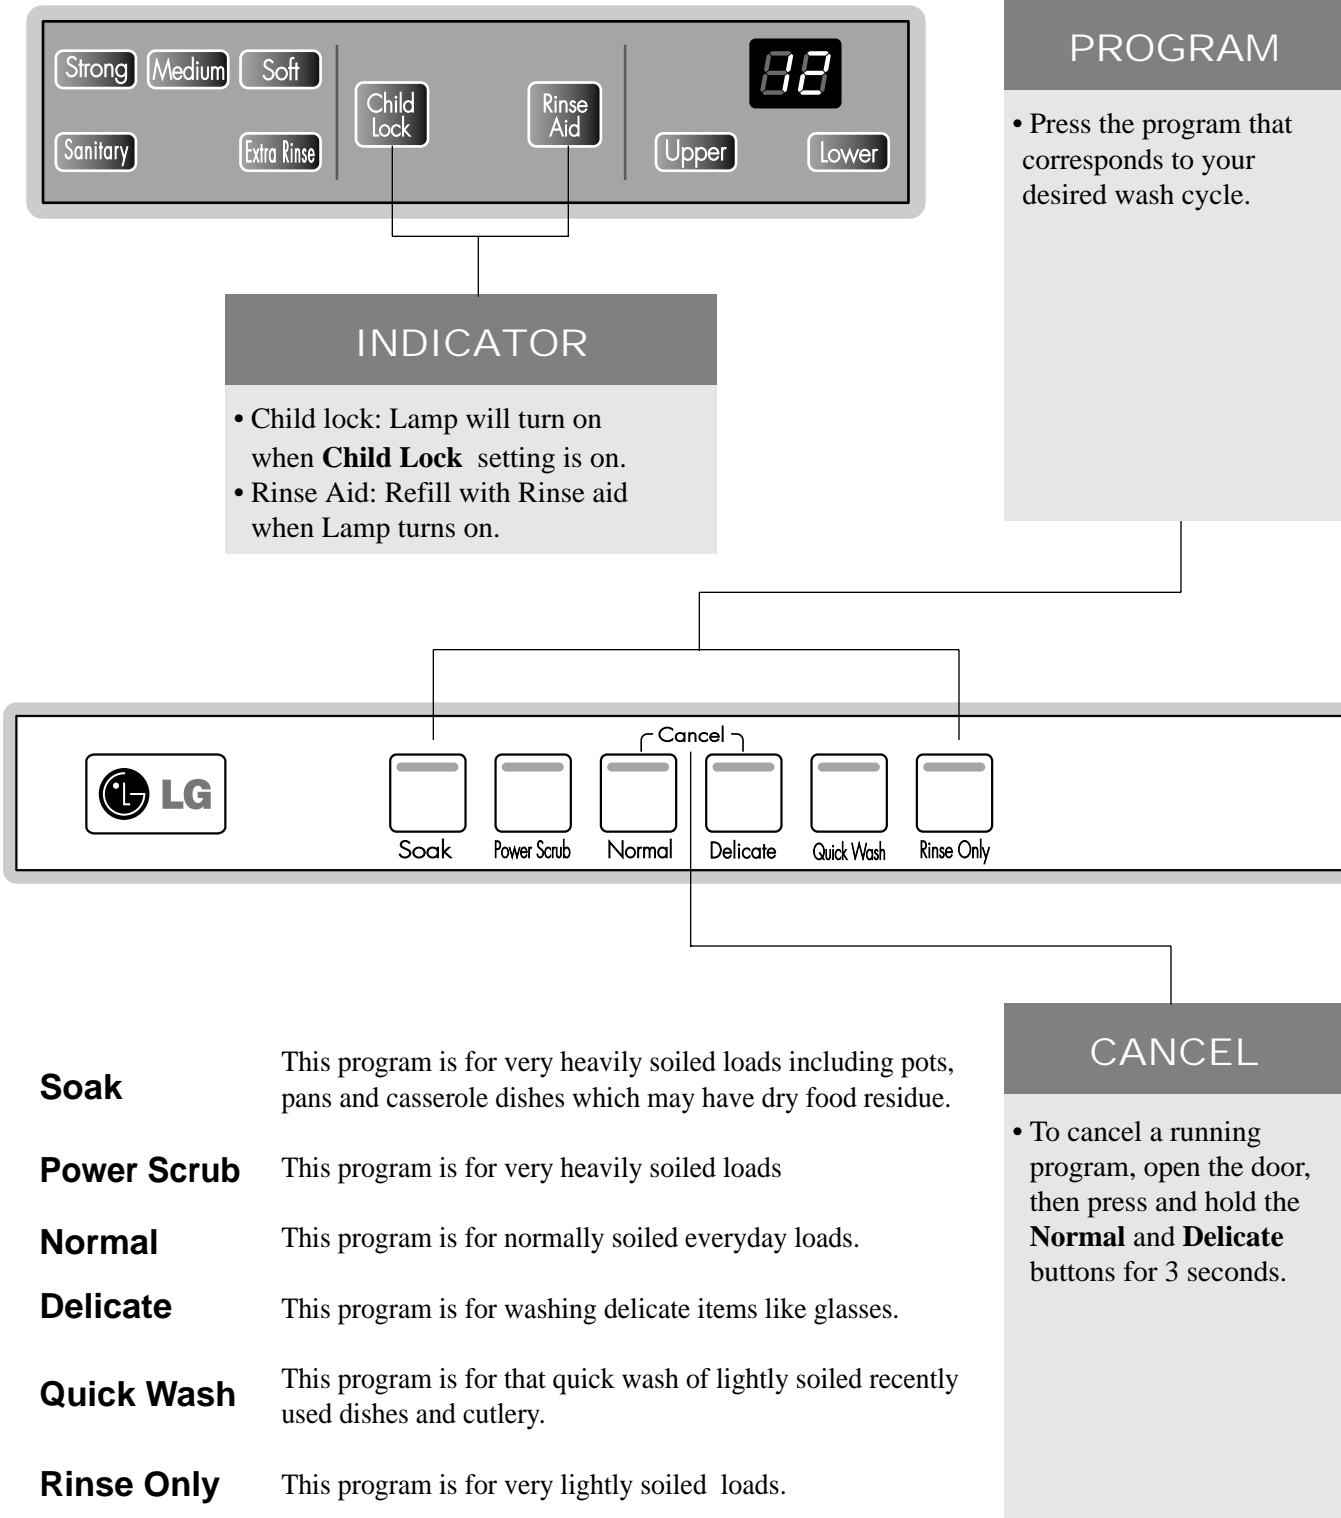 Strong Medium Soft
Sanitary Extra Rinse
Child
Lock
Rinse
Aid
12
Upper Lower
PROGRAM
• Press the program that
corresponds to your
desired wash cycle.
INDICATOR
• Child lock: Lamp will turn on
when Child Lock setting is on.
• Rinse Aid: Refill with Rinse aid
when Lamp turns on.
Cancel
LG
Soak Power Scrub Normal Delicate Quick Wash Rinse Only
CANCEL
• To cancel a running
program, open the door,
then press and hold the
Normal and Delicate
buttons for 3 seconds.
Soak
This program is for very heavily soiled loads including pots,
pans and casserole dishes which may have dry food residue.
Power Scrub This program is for very heavily soiled loads
Normal This program is for normally soiled everyday loads.
Delicate This program is for washing delicate items like glasses.
Quick Wash
This program is for that quick wash of lightly soiled recently
used dishes and cutlery.
Rinse Only This program is for very lightly soiled loads.